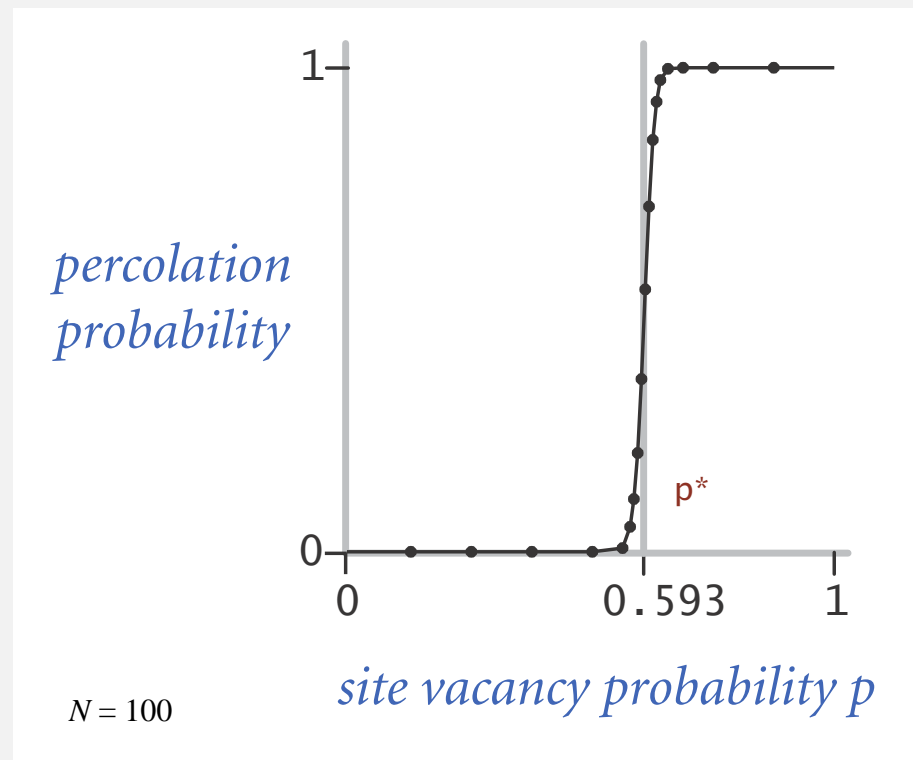 1
percolation
probability
p*
0
0
0.593
1
site vacancy probability p
N = 100